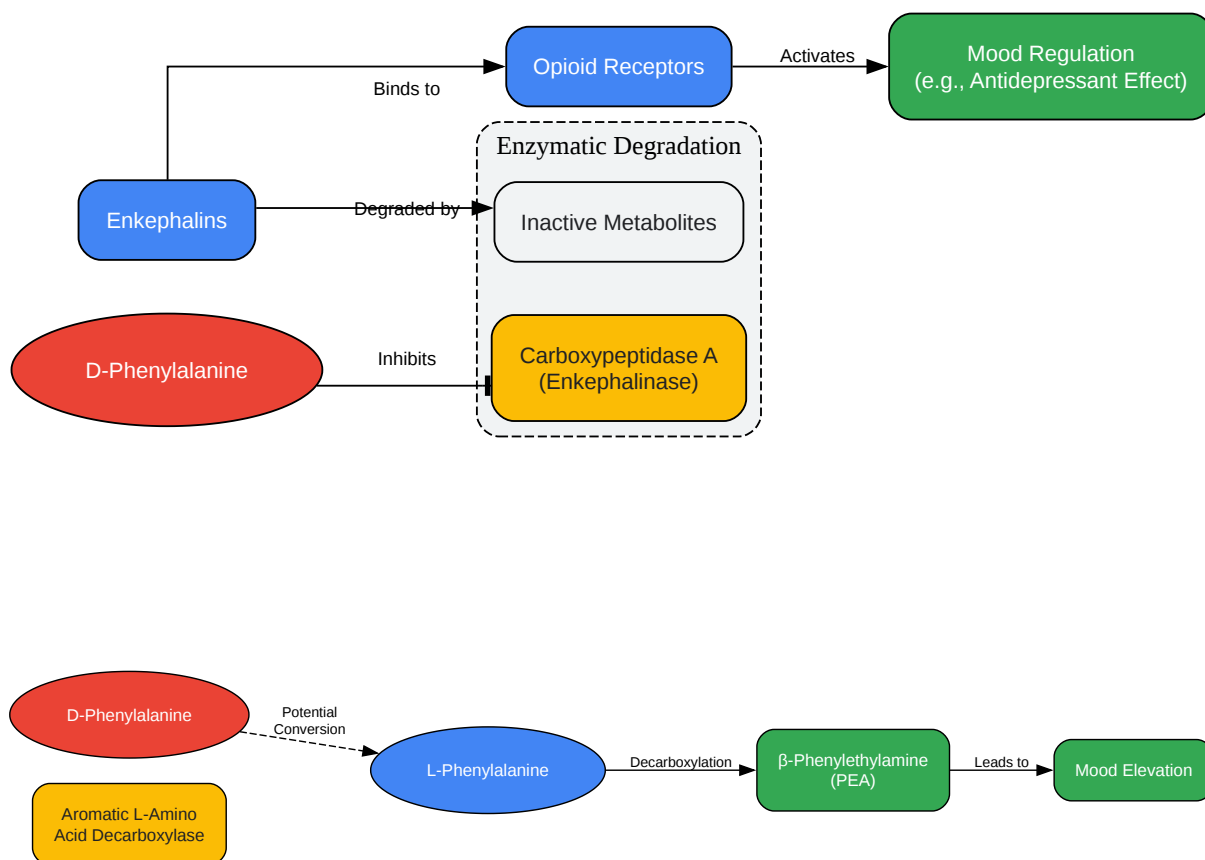 Opioid Receptors
Activates
Mood Regulation
(e.g., Antidepressant Effect)
Binds to
Enzymatic Degradation
Enkephalins
Degraded by
Inactive Metabolites
D-Phenylalanine
Inhibits
Carboxypeptidase A
(Enkephalinase)
D-Phenylalanine
Potential
Conversion
L-Phenylalanine
Decarboxylation
β-Phenylethylamine
(PEA)
Leads to
Mood Elevation
Aromatic L-Amino
Acid Decarboxylase